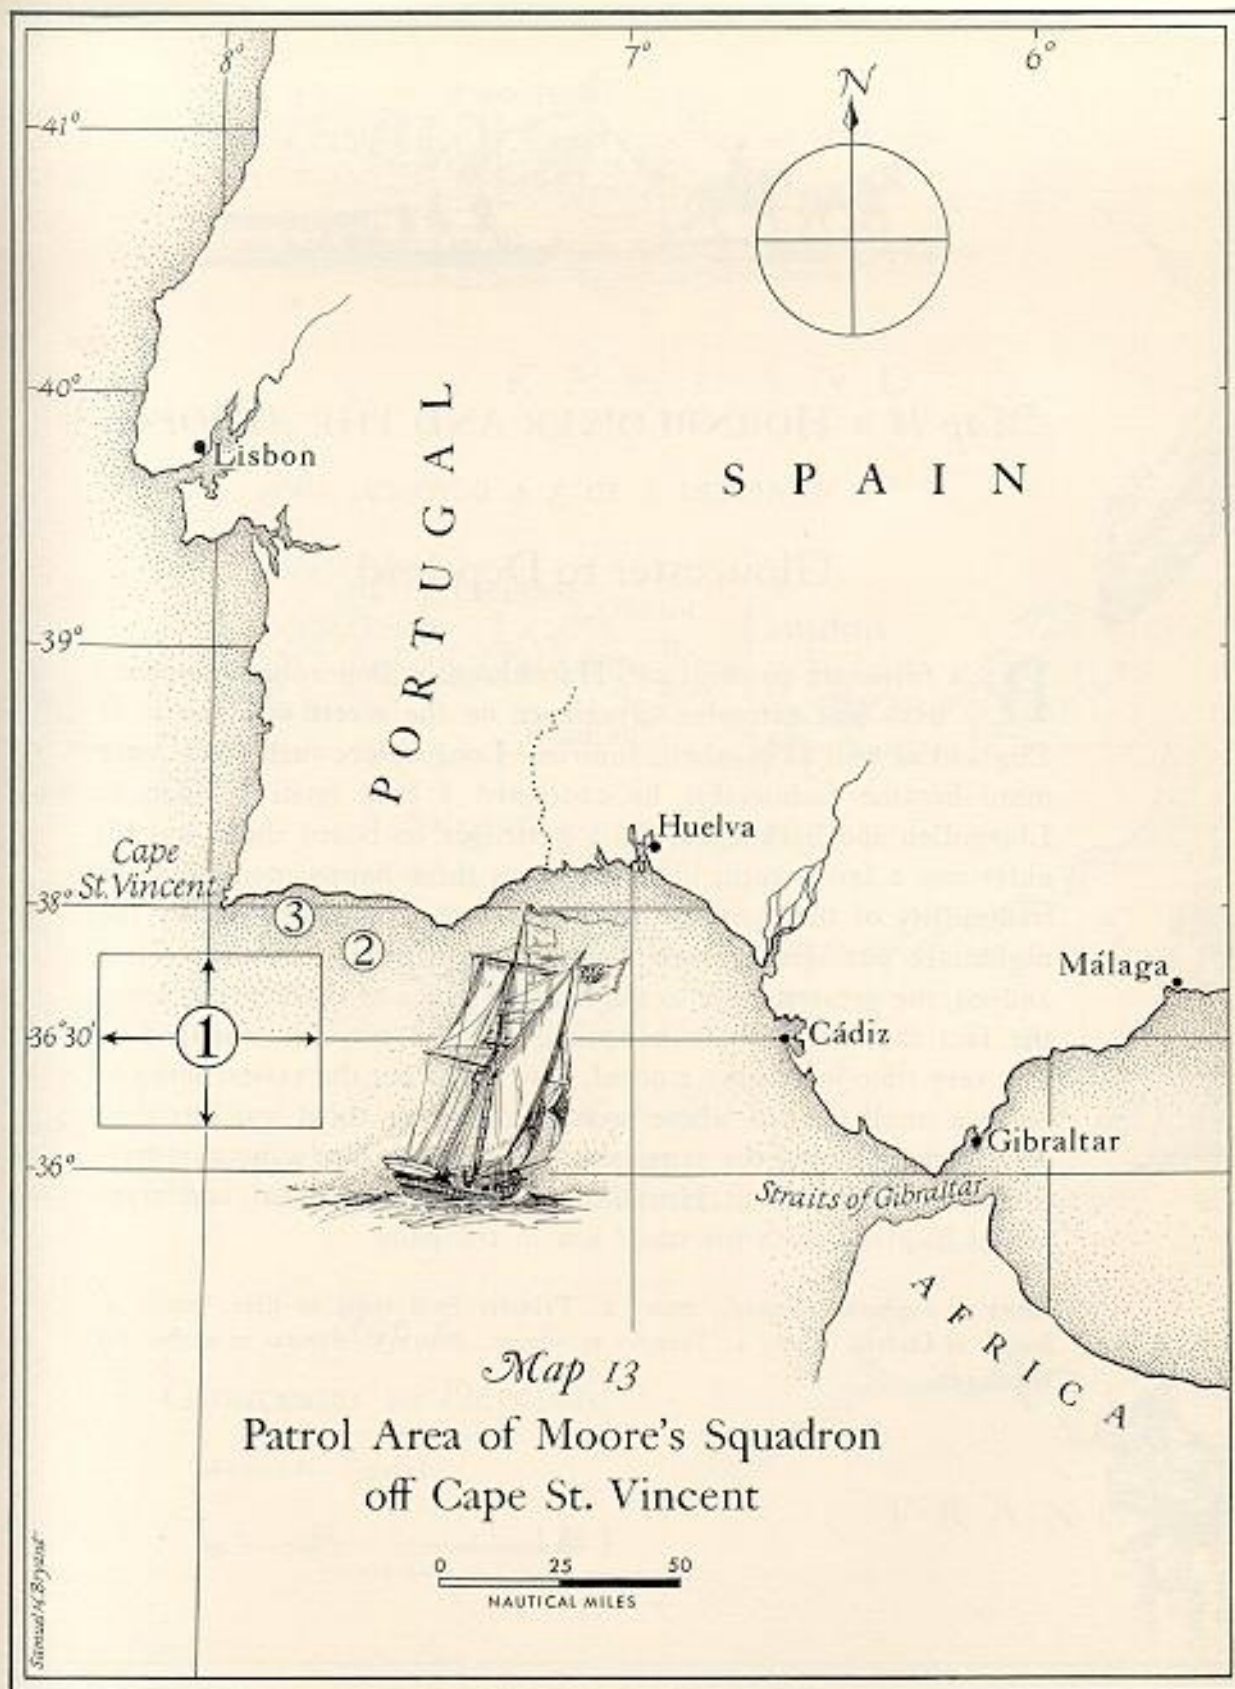 8°
7°
6°
N
41°
40°
Lisbon
PORTUGAL
SPAIN
39°
Huelva
Cape
St. Vincent
38°
3
2
Málaga
36°30'
1
Cádiz
Gibraltar
36°
Straits of Gibraltar
AFRICA
Map 13
Patrol Area of Moore's Squadron
off Cape St. Vincent
0 25 50
NAUTICAL MILES
Samuel H. Bryant